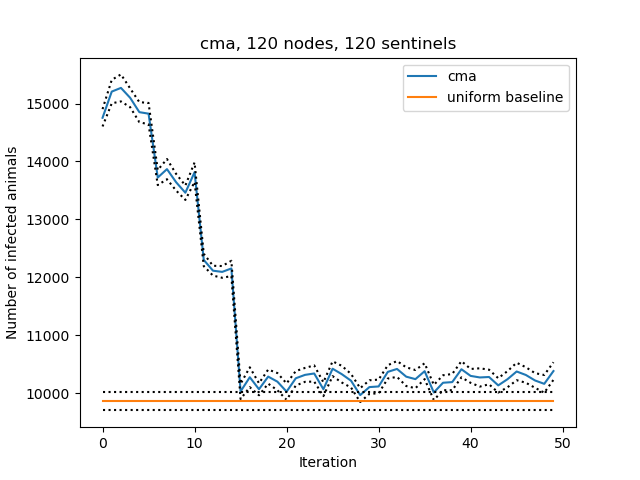 cma, 120 nodes, 120 sentinels
cma
uniform baseline
Number of infected animals
15000
14000
13000
12000
11000
10000
0 10 20 30 40 50
Iteration